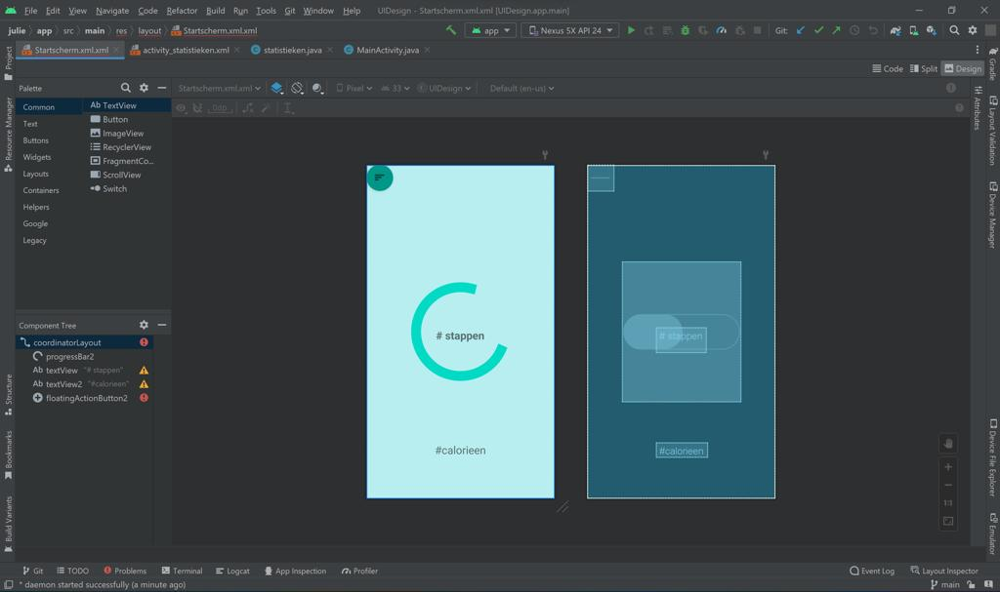 File Edit View Navigate Code Refactor Build Run Tools Git Window Help UIDesign - Startscherm.xml.xml [UIDesign.app.main]
julie app src main res layout Startscherm.xml.xml app Nexus 5X API 24 Git:
Startscherm.xml.xml activity_statistieken.xml statistieken.java MainActivity.java
Code Split Design
Palette
Startscherm.xml.xml Pixel 33 UIDesign Default (en-us)
0dp
Common
Text
Buttons
Widgets
Layouts
Containers
Helpers
Google
Legacy
Ab TextView
Button
ImageView
RecyclerView
FragmentCo...
ScrollView
Switch
Component Tree
coordinatorLayout
progressBar2
Ab textView "# stappen"
Ab textView2 "#calorieen"
floatingActionButton2
# stappen
#calorieen
# stappen
#calorieen
1:1
Project
Resource Manager
Structure
Bookmarks
Build Variants
Gradle
Attributes
Layout Validation
Device Manager
Device File Explorer
Emulator
Git TODO Problems Terminal Logcat App Inspection Profiler Event Log Layout Inspector
* daemon started successfully (a minute ago) main